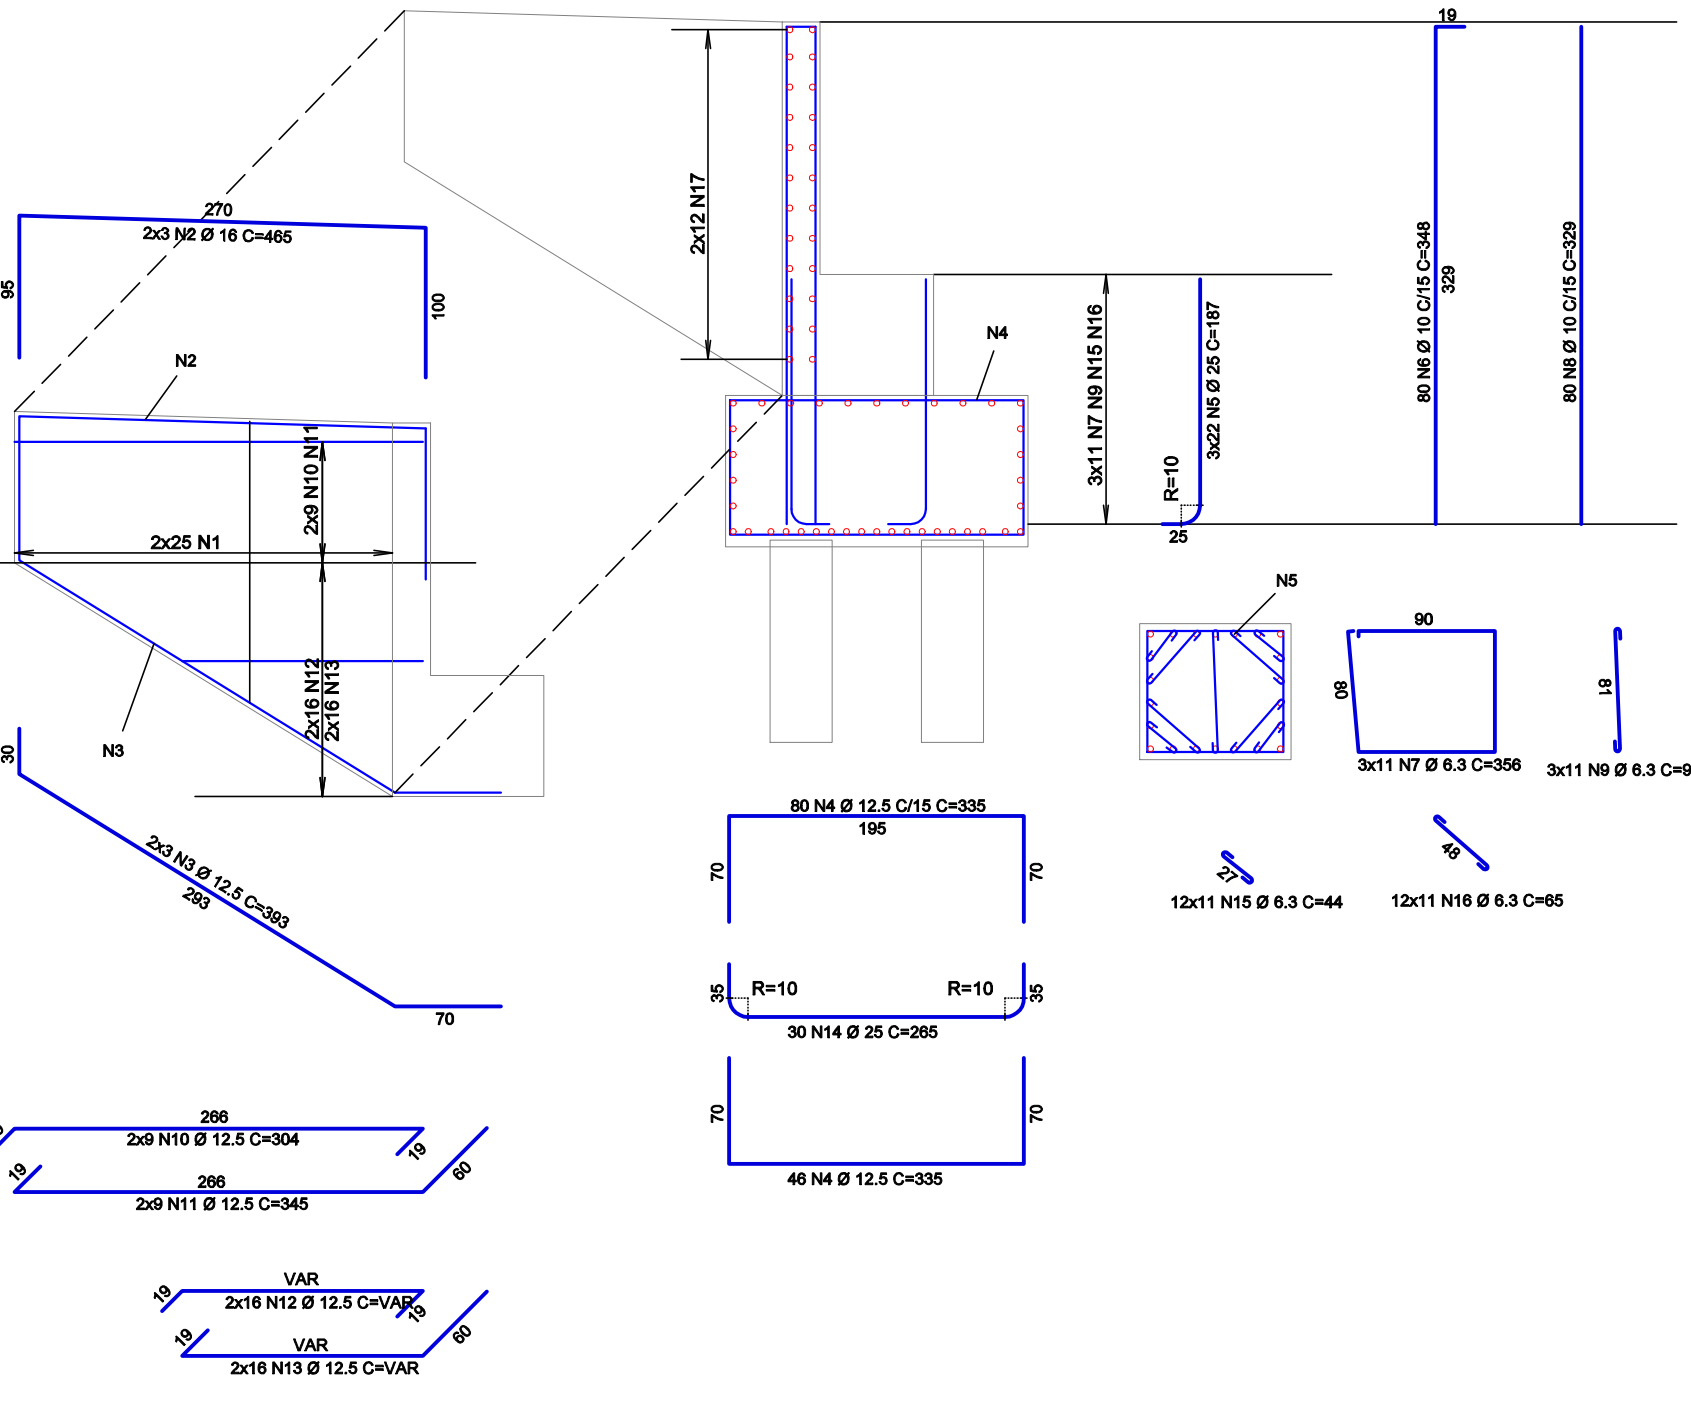 19
270
2x3 N2 Ø 16 C=465
95
100
N2
2x12 N17
N4
3x11 N7 N9 N15 N16
3x22 N5 Ø 25 C=187
R=10
25
80 N6 Ø 10 C/15 C=348
329
80 N8 Ø 10 C/15 C=329
2x9 N10 N11
2x25 N1
2x16 N12
2x16 N13
N3
30
2x3 N3 Ø 12.5 C=393
293
70
N5
90
80
3x11 N7 Ø 6.3 C=356
81
3x11 N9 Ø 6.3 C=9
80 N4 Ø 12.5 C/15 C=335
195
70
70
27
12x11 N15 Ø 6.3 C=44
48
12x11 N16 Ø 6.3 C=65
35
R=10
R=10
35
30 N14 Ø 25 C=265
70
70
46 N4 Ø 12.5 C=335
266
2x9 N10 Ø 12.5 C=304
19
19
266
60
2x9 N11 Ø 12.5 C=345
VAR
19
2x16 N12 Ø 12.5 C=VAR
19
19
VAR
60
2x16 N13 Ø 12.5 C=VAR